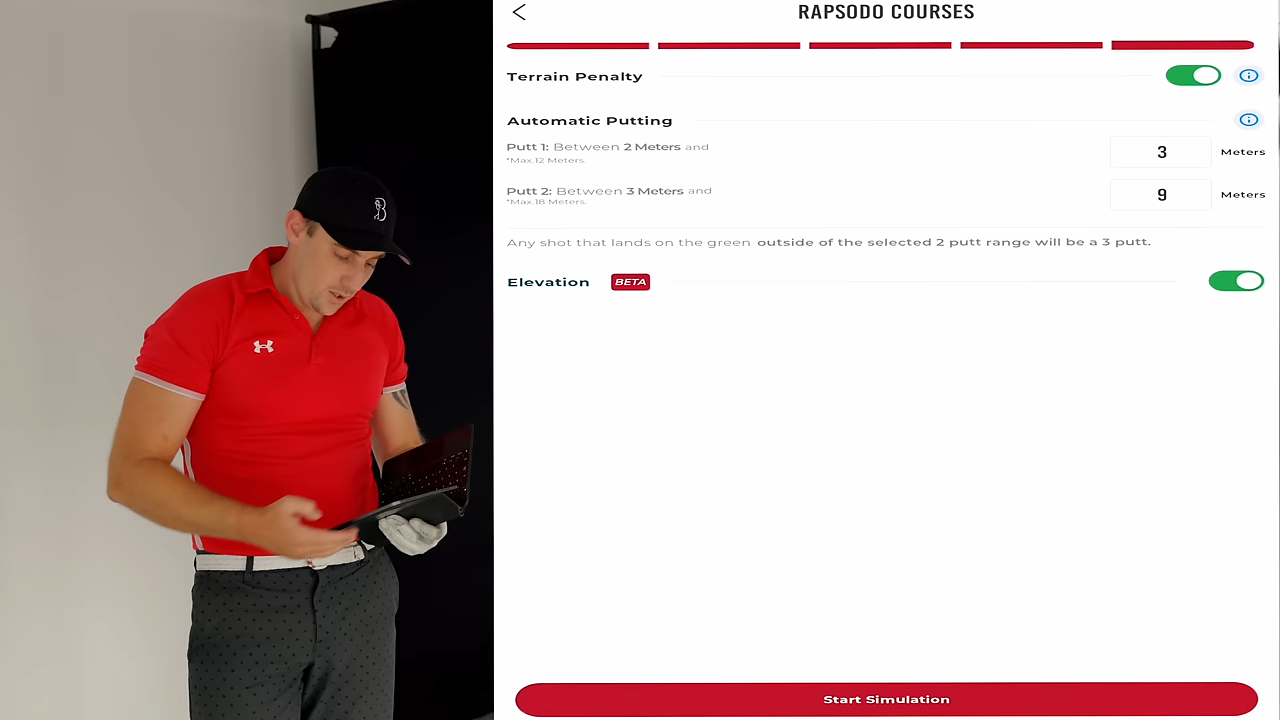 RAPSODO COURSES
Terrain Penalty
Automatic Putting
Putt 1: Between 2 Meters and
*Max.12 Meters.
3 Meters
Putt 2: Between 3 Meters and
*Max.18 Meters.
9 Meters
Any shot that lands on the green outside of the selected 2 putt range will be a 3 putt.
Elevation BETA
Start Simulation
B